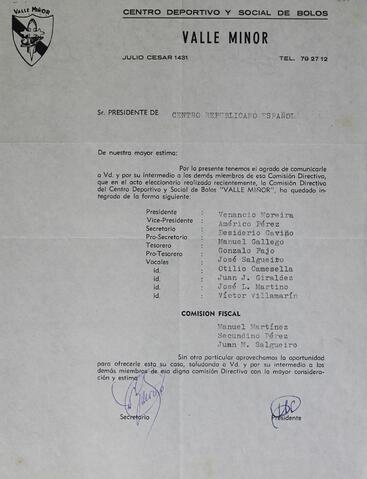 VALLE MIÑOR
CENTRO DEPORTIVO Y SOCIAL DE BOLOS
VALLE MINOR
JULIO CESAR 1431 TEL. 79 27 12
Sr. PRESIDENTE DE CENTRO REPUBLICANO ESPAÑOL
De nuestra mayor estima:
Por la presente tenemos el agrado de comunicarle
a Vd. y por su intermedio a los demás miembros de esa Comisión Directiva,
que en el acto eleccionario realizado recientemente, la Comisión Directiva
del Centro Deportivo y Social de Bolos "VALLE MIÑOR", ha quedado in-
tegrada de la forma siguiente:
Presidente : Venancio Moreira
Vice-Presidente : Américo Pérez
Secretario : Desiderio Gaviño
Pro-Secretario : Manuel Gallego
Tesorero : Gonzalo Fajo
Pro-Tesorero : José Salgueiro
Vocales : Otilio Camesella
id. : Juan J. Giraldez
id. : José L. Martino
id. : Víctor Villamarín
COMISION FISCAL
Manuel Martínez
Secundino Pérez
Juan M. Salgueiro
Sin otro particular aprovechamos la oportunidad
para ofrecerle esta su casa, saludando a Vd. y por su intermedio a los
demás miembros de esa digna comisión Directiva con la mayor considera-
ción y estima
Secretario Presidente